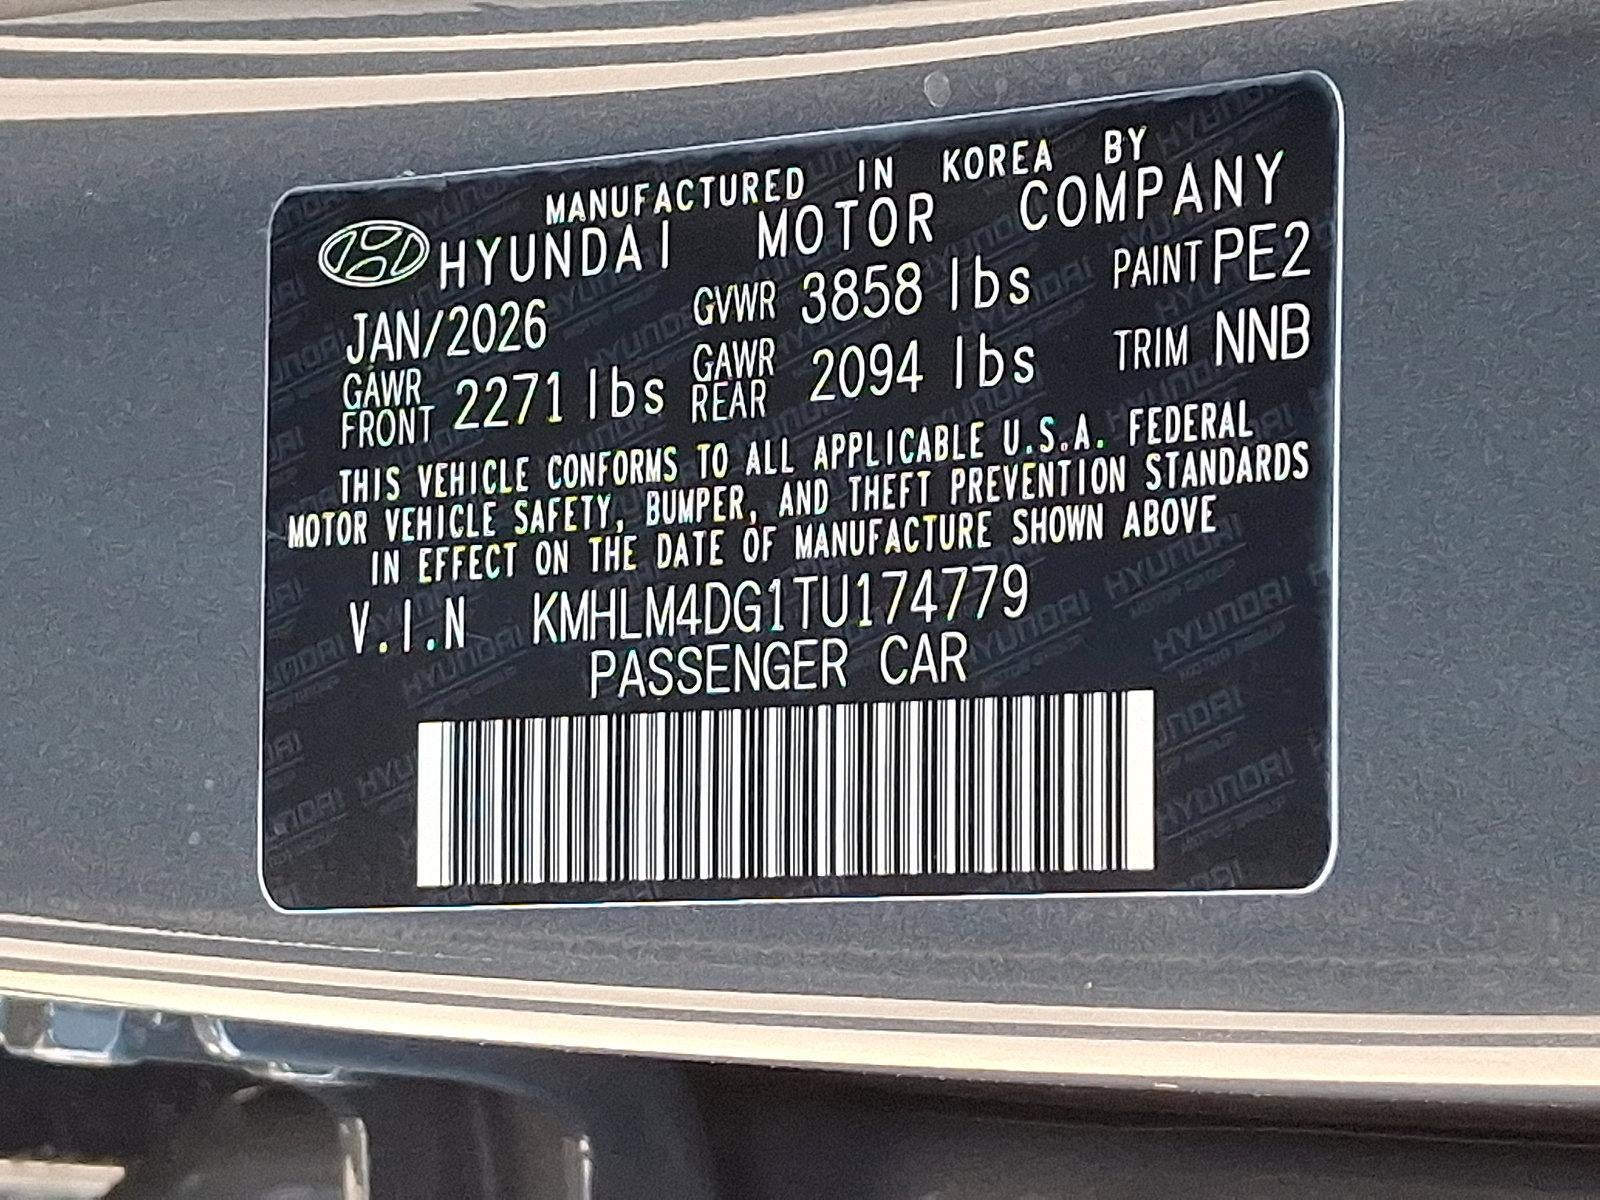 MANUFACTURED IN KOREA BY
HYUNDAI MOTOR COMPANY
JAN/2026 GVWR 3858 lbs PAINT PE2
GAWR FRONT 2271 lbs GAWR REAR 2094 lbs TRIM NNB
THIS VEHICLE CONFORMS TO ALL APPLICABLE U.S.A. FEDERAL
MOTOR VEHICLE SAFETY, BUMPER, AND THEFT PREVENTION STANDARDS
IN EFFECT ON THE DATE OF MANUFACTURE SHOWN ABOVE
V.I.N KMHLM4DG1TU174779
PASSENGER CAR